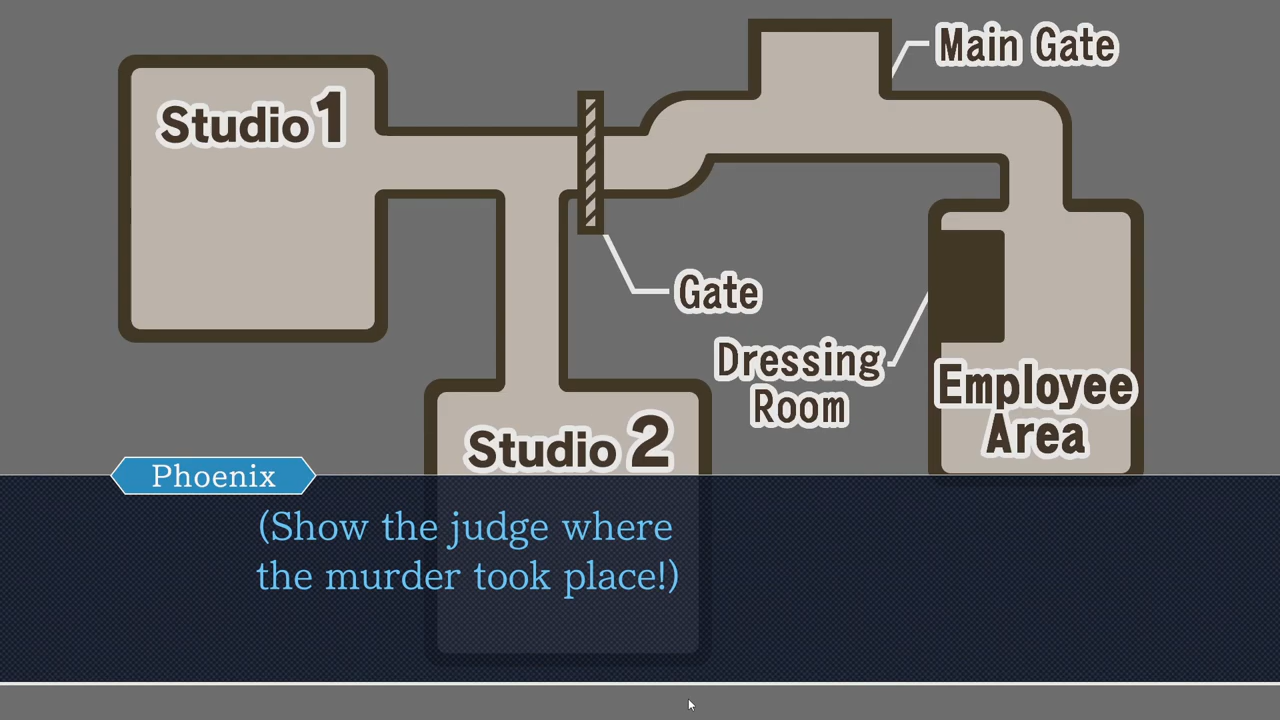 Main Gate
Studio 1
Gate
Dressing
Room
Employee
Area
Studio 2
Phoenix
(Show the judge where
the murder took place!)